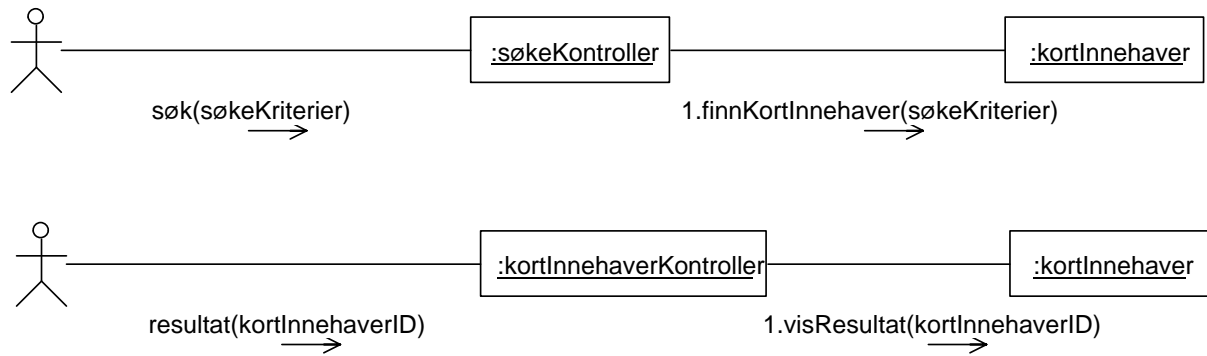 :søkeKontroller
:kortInnehaver
søk(søkeKriterier)
1.finnKortInnehaver(søkeKriterier)
:kortInnehaverKontroller
:kortInnehaver
resultat(kortInnehaverID)
1.visResultat(kortInnehaverID)